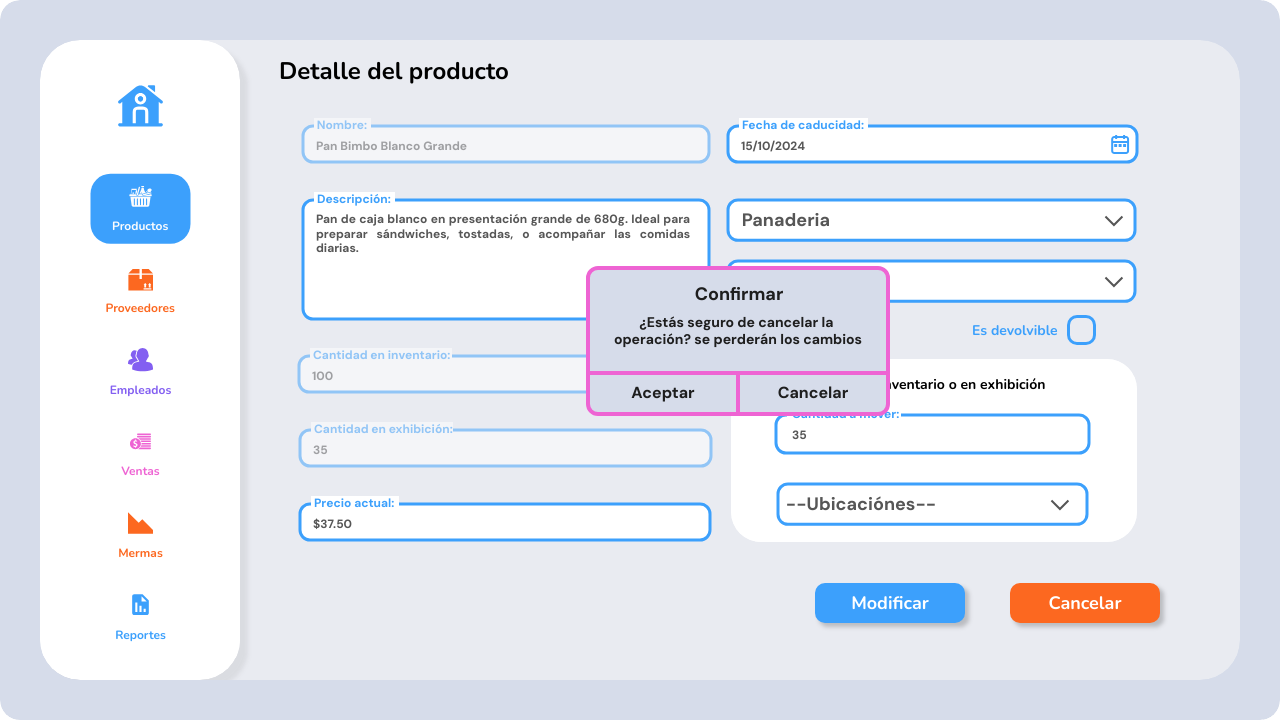 Detalle del producto
Productos
Proveedores
Empleados
Ventas
Mermas
Reportes
Nombre:
Pan Bimbo Blanco Grande
Descripción:
Pan de caja blanco en presentación grande de 680g. Ideal para
preparar sándwiches, tostadas, o acompañar las comidas
diarias.
Cantidad en inventario:
100
Cantidad en exhibición:
35
Precio actual:
$37.50
Fecha de caducidad:
15/10/2024
Panaderia
Es devolvible
o en exhibición
Cantidad a mover:
35
--Ubicaciónes--
Confirmar
¿Estás seguro de cancelar la
operación? se perderán los cambios
Aceptar
Cancelar
Modificar
Cancelar